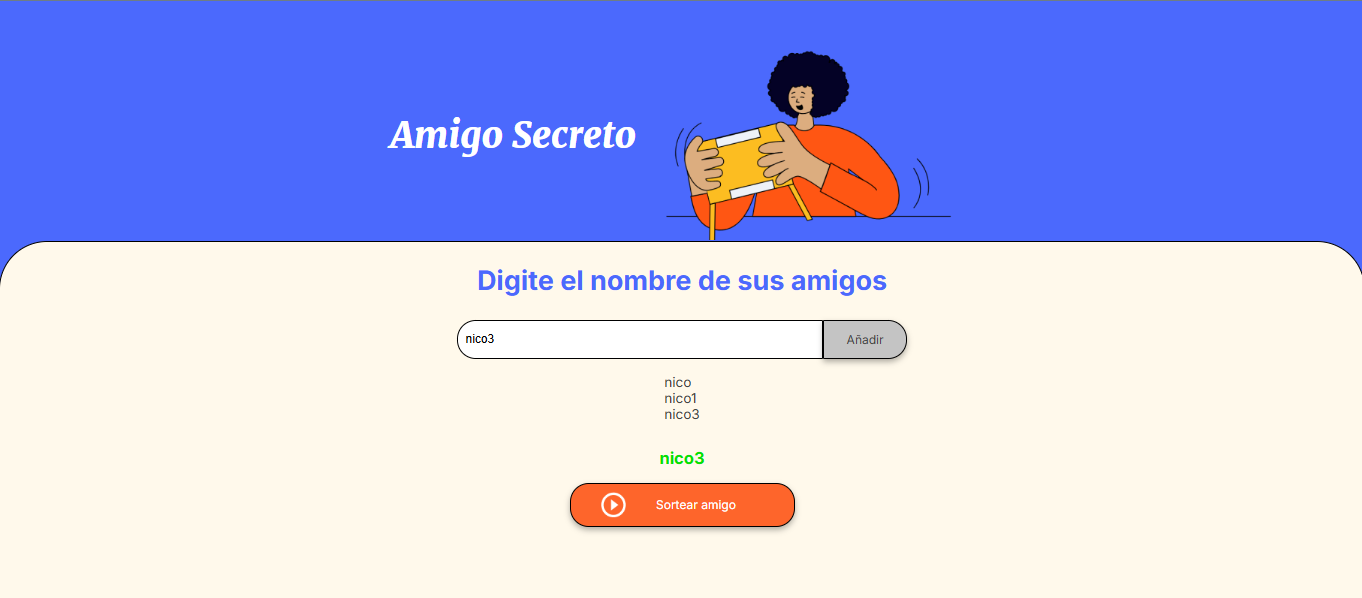 Amigo Secreto
Digite el nombre de sus amigos
nico3
Añadir
nico
nico1
nico3
nico3
Sortear amigo